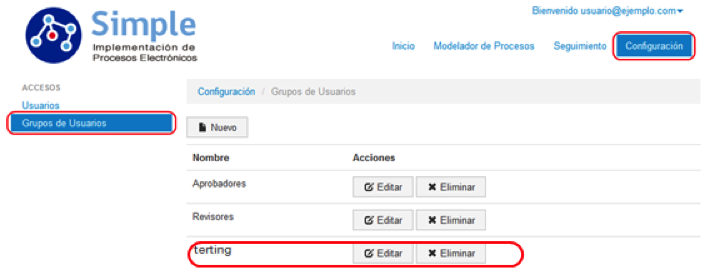 Bienvenido usuario@ejemplo.com
Simple
Implementación de
Procesos Electrónicos
Inicio Modelador de Procesos Seguimiento Configuración
ACCESOS
Usuarios
Grupos de Usuarios
Configuración / Grupos de Usuarios
Nuevo
Nombre Acciones
Aprobadores Editar Eliminar
Revisores Editar Eliminar
terting Editar Eliminar